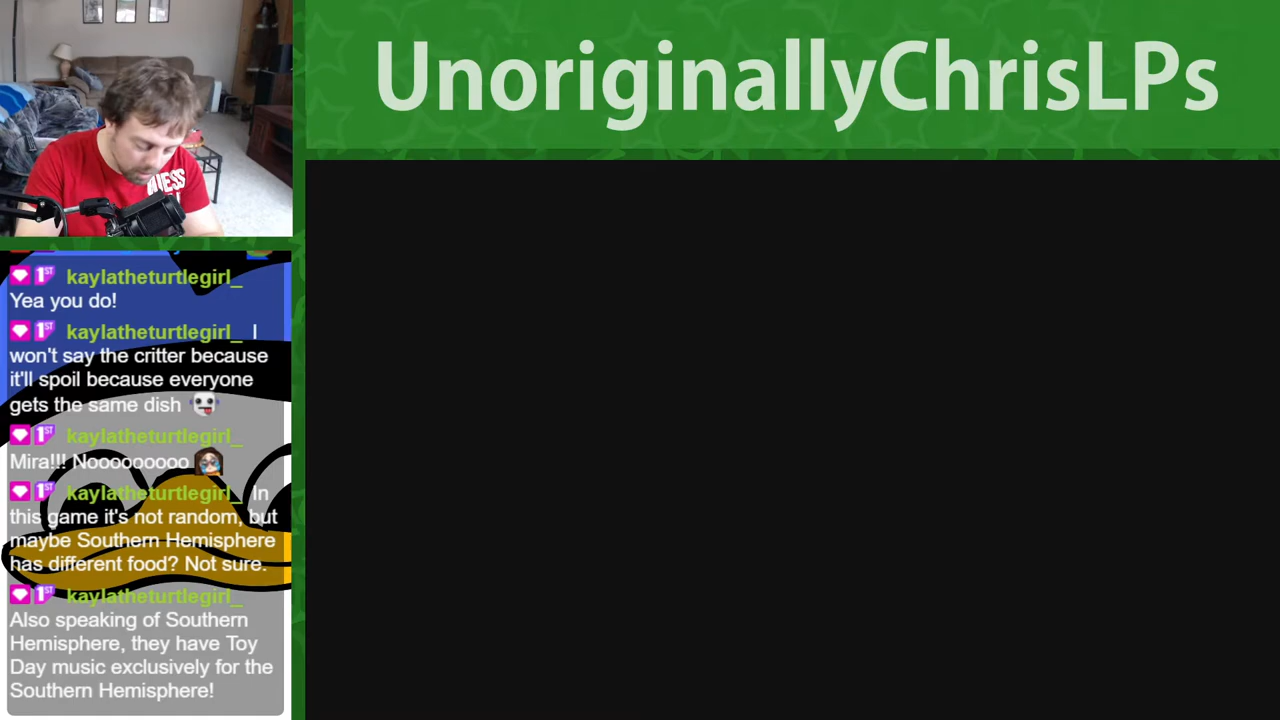 UnoriginallyChrisLPs
kaylatheturtlegirl_
Yea you do!
kaylatheturtlegirl_ I
won't say the critter because
it'll spoil because everyone
gets the same dish
kaylatheturtlegirl_
Mira!!! Nooooooooo
kaylatheturtlegirl_ In
this game it's not random, but
maybe Southern Hemisphere
has different food? Not sure.
kaylatheturtlegirl_
Also speaking of Southern
Hemisphere, they have Toy
Day music exclusively for the
Southern Hemisphere!